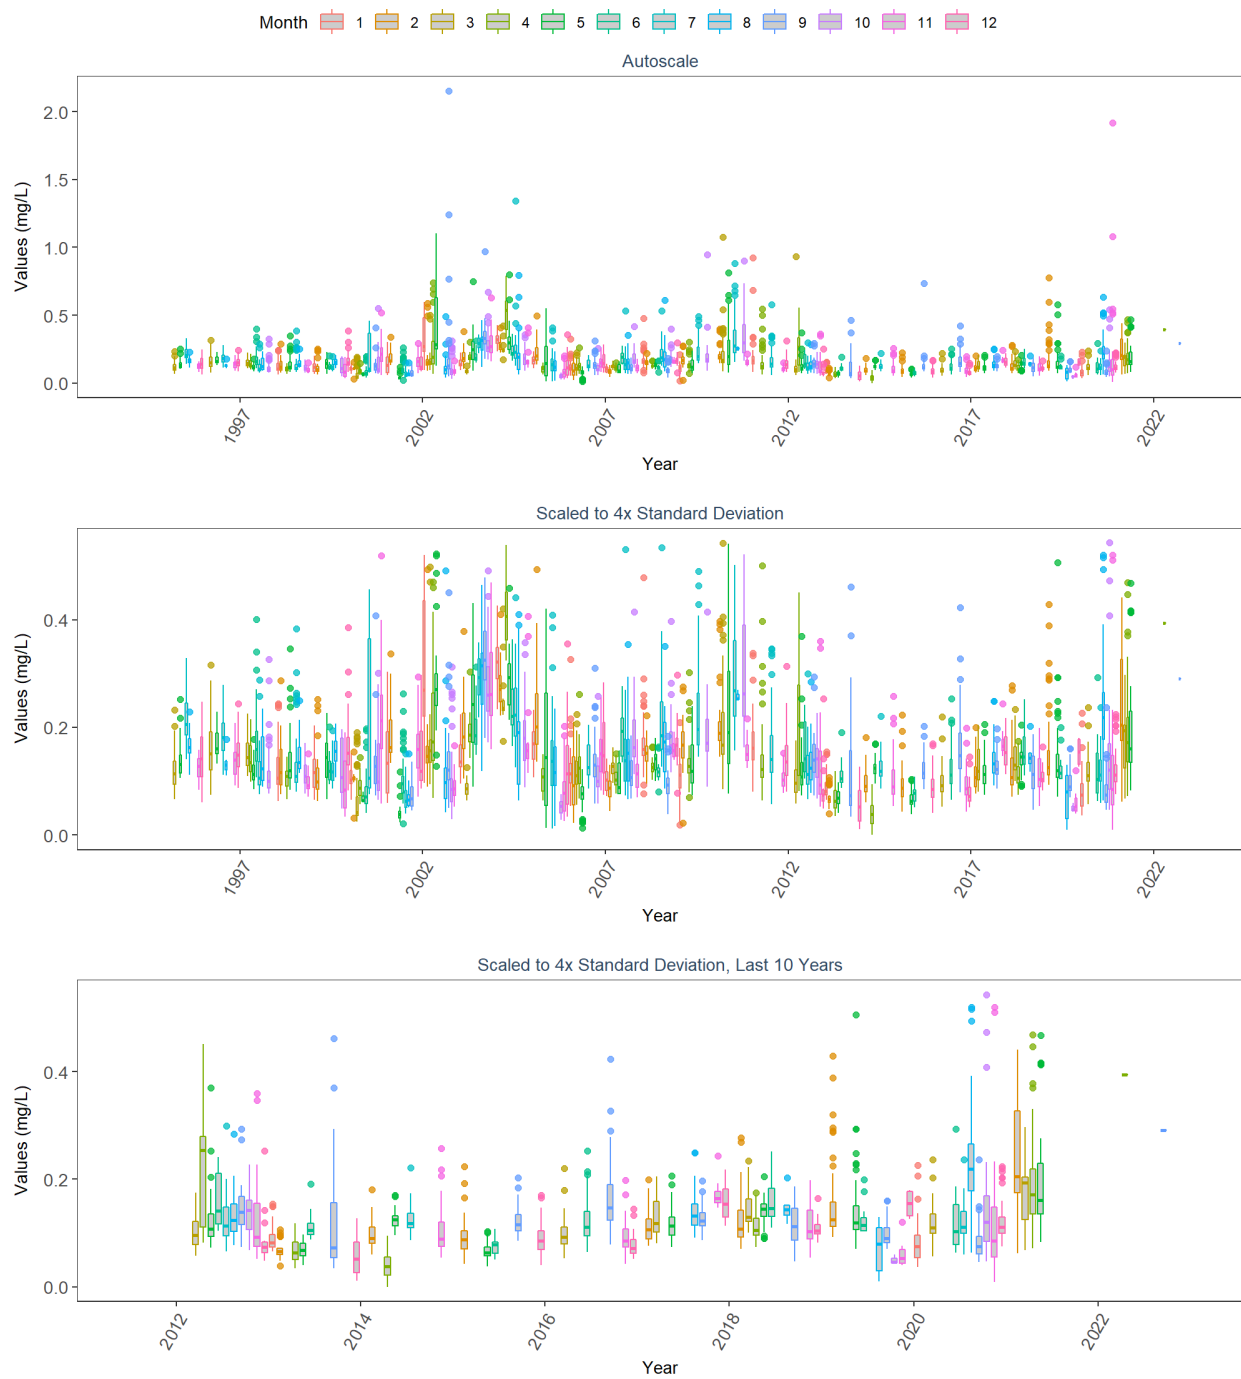 Month 1 2 3 4 5 6 7 8 9 10 11 12
Autoscale
Values (mg/L)
2.0
1.5
1.0
0.5
0.0
1997 2002 2007 2012 2017 2022
Year
Scaled to 4x Standard Deviation
Values (mg/L)
0.4
0.2
0.0
1997 2002 2007 2012 2017 2022
Year
Scaled to 4x Standard Deviation, Last 10 Years
Values (mg/L)
0.4
0.2
0.0
2012 2014 2016 2018 2020 2022
Year